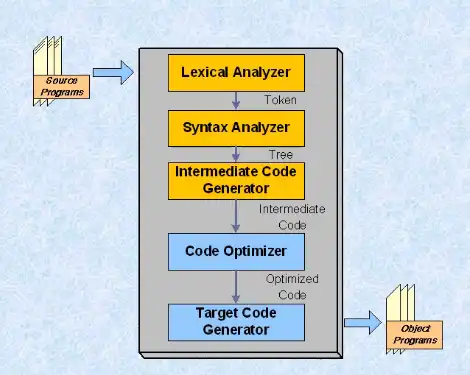 Source
Programs
Lexical Analyzer
Token
Syntax Analyzer
Tree
Intermediate Code
Generator
Intermediate
Code
Code Optimizer
Optimized
Code
Target Code
Generator
Object
Programs